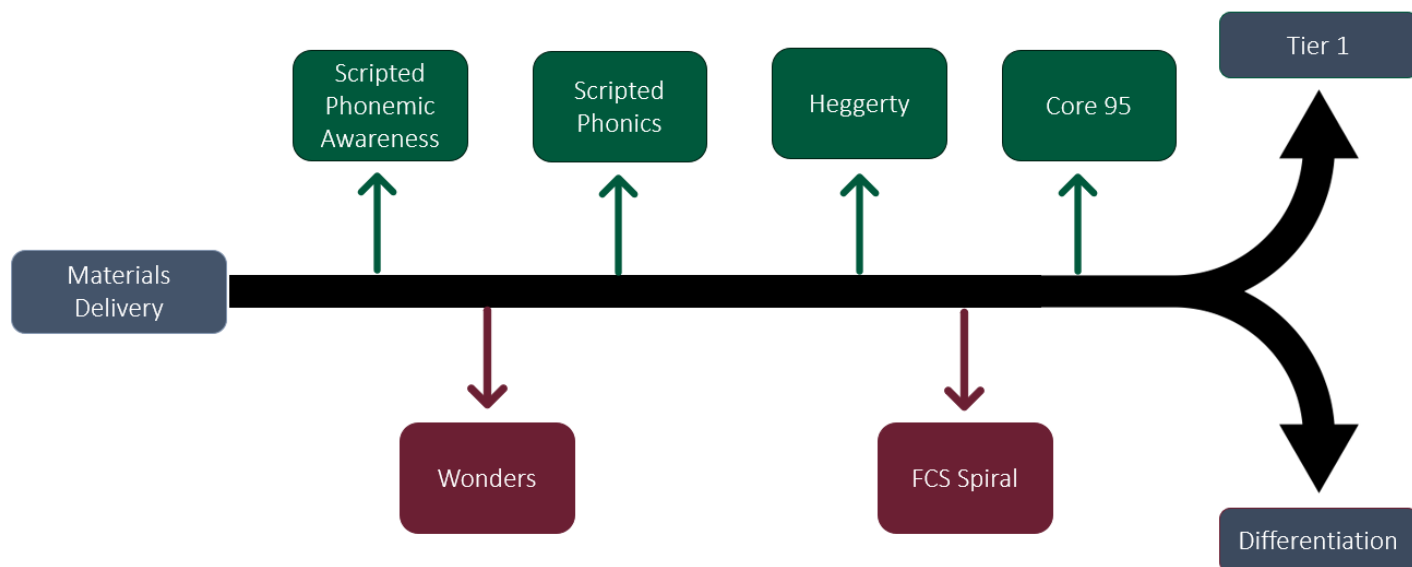 Tier 1
Scripted
Phonemic
Awareness
Scripted
Phonics
Heggerty
Core 95
Materials
Delivery
Wonders
FCS Spiral
Differentiation